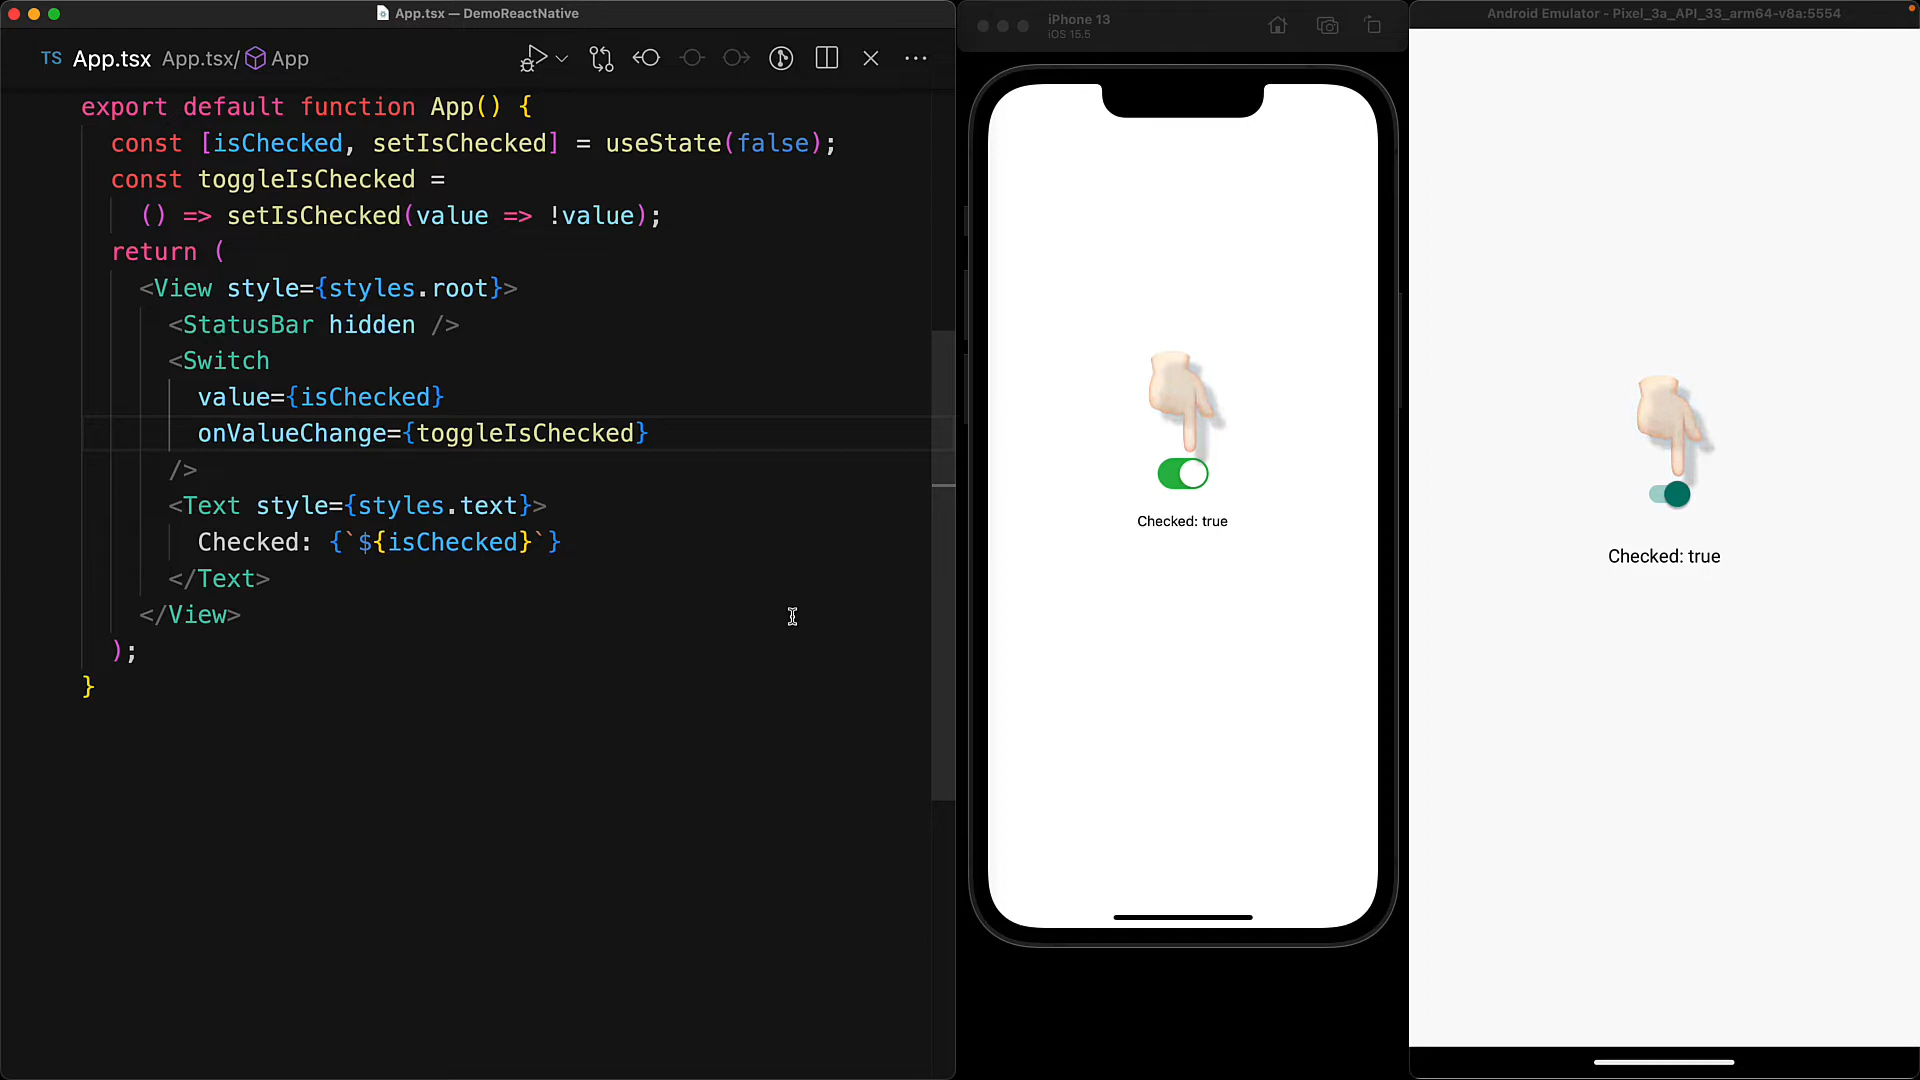 App.tsx — DemoReactNative
TS App.tsx App.tsx/ App
export default function App() {
const [isChecked, setIsChecked] = useState(false);
const toggleIsChecked =
() => setIsChecked(value => !value);
return (
<View style={styles.root}>
<StatusBar hidden />
<Switch
value={isChecked}
onValueChange={toggleIsChecked}
/>
<Text style={styles.text}>
Checked: {`${isChecked}`}
</Text>
</View>
);
}
iPhone 13
iOS 15.5
Checked: true
Android Emulator - Pixel_3a_API_33_arm64-v8a:5554
Checked: true